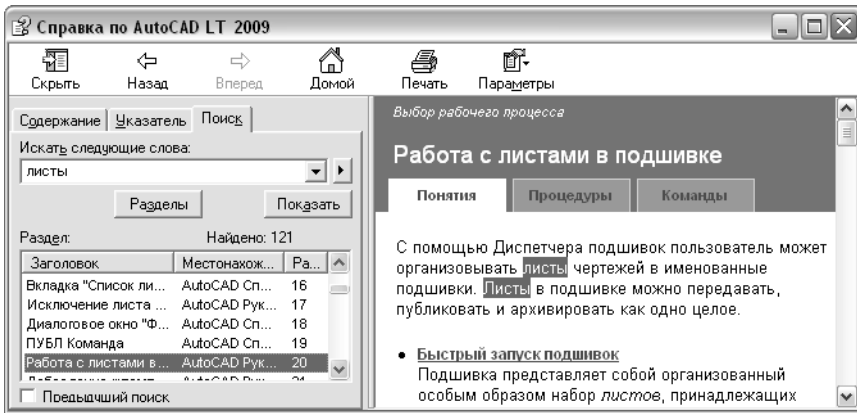 Справка по AutoCAD LT 2009
Скрыть Назад Вперед Домой Печать Параметры
Содержание Указатель Поиск
Искать следующие слова:
листы
Разделы Показать
Раздел: Найдено: 121
Заголовок Местонахож... Ра...
Вкладка "Список ли... AutoCAD Сп... 16
Исключение листа ... AutoCAD Рук... 17
Диалоговое окно "Ф... AutoCAD Сп... 18
ПУБЛ Команда AutoCAD Сп... 19
Работа с листами в... AutoCAD Рук... 20
Предыдущий поиск
Выбор рабочего процесса
Работа с листами в подшивке
Понятия Процедуры Команды
С помощью Диспетчера подшивок пользователь может
организовывать листы чертежей в именованные
подшивки. Листы в подшивке можно передавать,
публиковать и архивировать как одно целое.
• Быстрый запуск подшивок
Подшивка представляет собой организованный
особым образом набор листов, принадлежащих